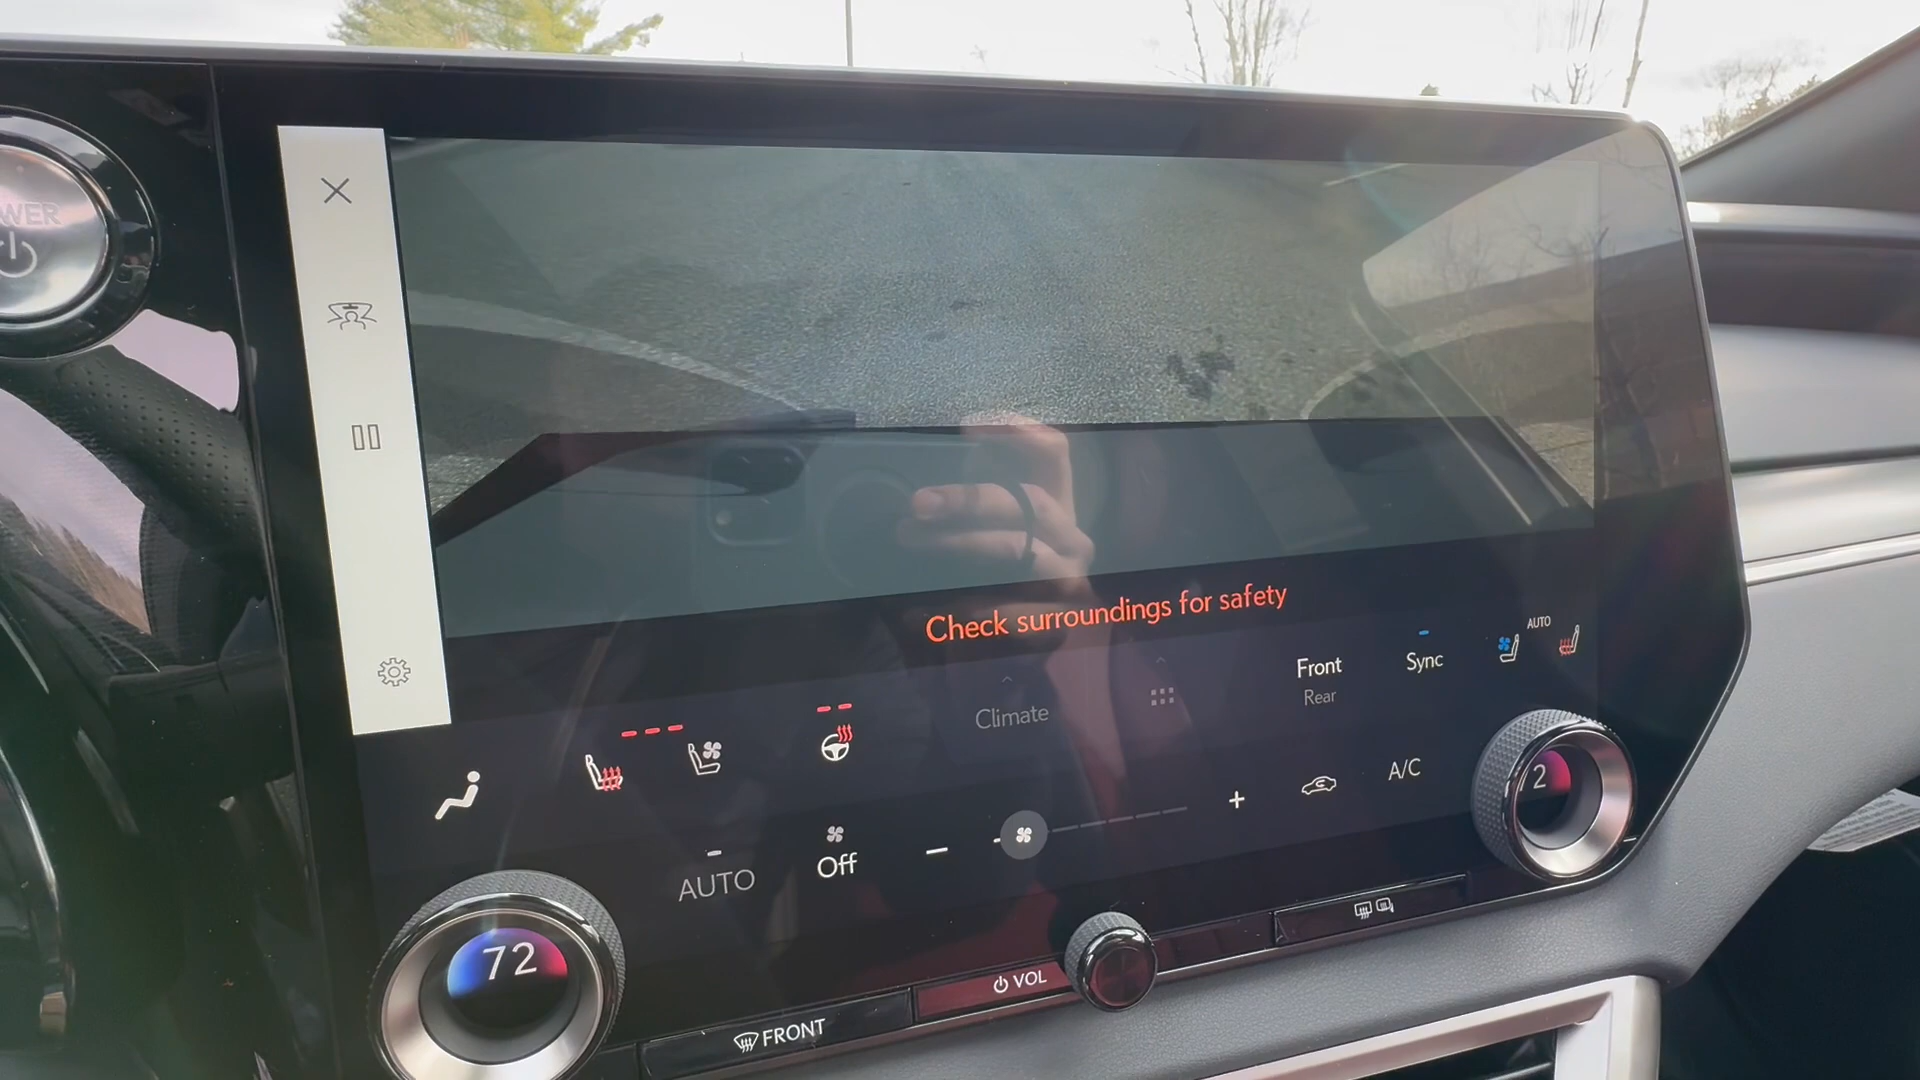 WER
Check surroundings for safety
AUTO
Front
Rear
Sync
Climate
A/C
2
AUTO
Off
72
VOL
FRONT